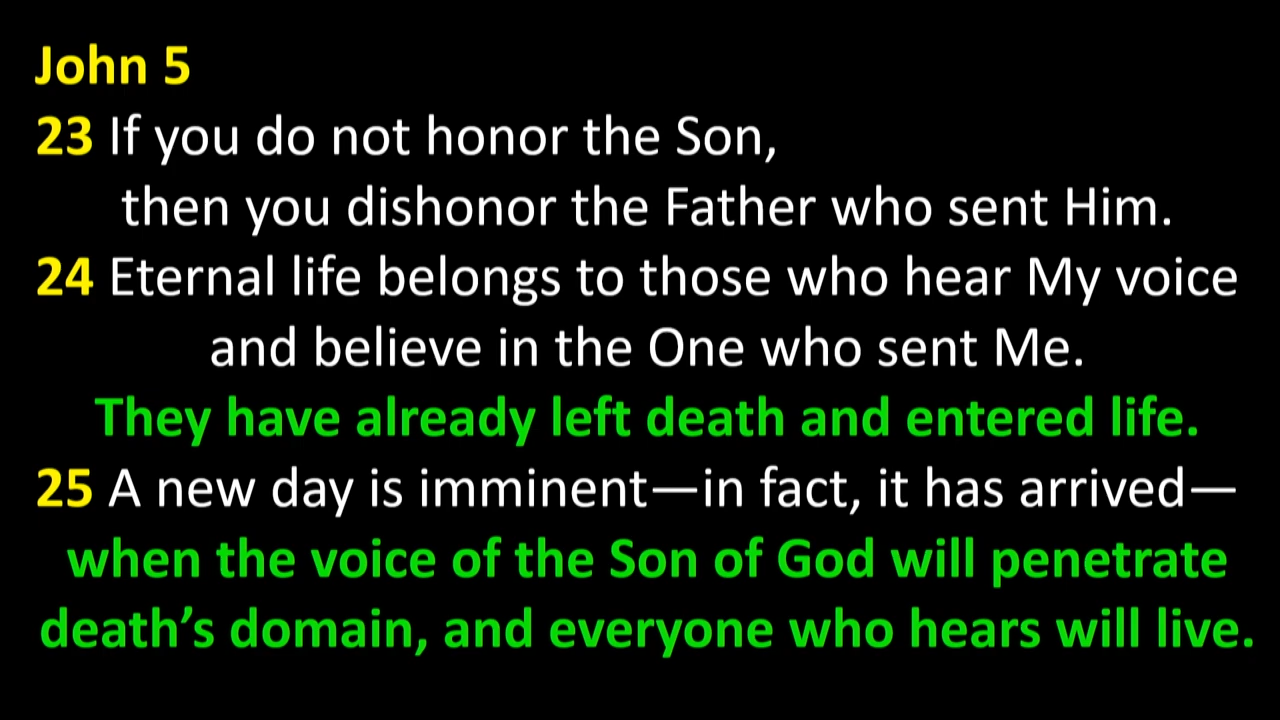 John 5
23 If you do not honor the Son,
then you dishonor the Father who sent Him.
24 Eternal life belongs to those who hear My voice
and believe in the One who sent Me.
They have already left death and entered life.
25 A new day is imminent—in fact, it has arrived—
when the voice of the Son of God will penetrate
death’s domain, and everyone who hears will live.